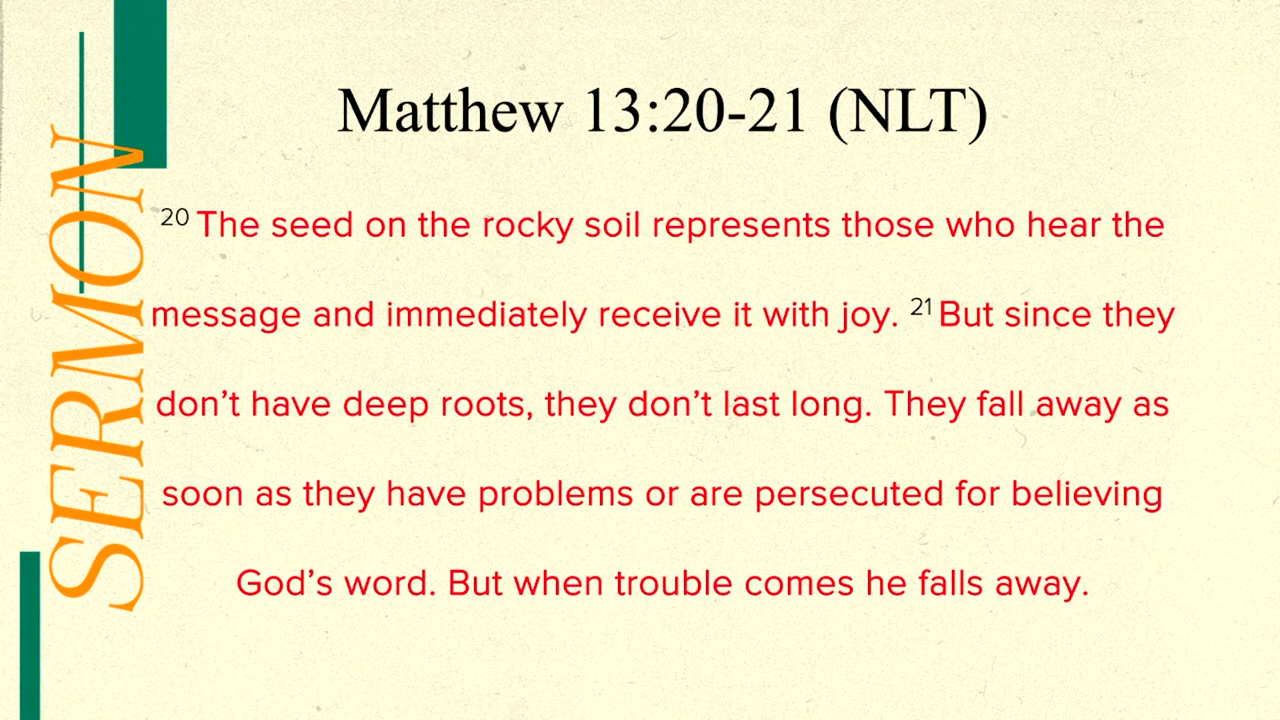 Matthew 13:20-21 (NLT)
SERMON
20 The seed on the rocky soil represents those who hear the
message and immediately receive it with joy. 21 But since they
don’t have deep roots, they don’t last long. They fall away as
soon as they have problems or are persecuted for believing
God’s word. But when trouble comes he falls away.